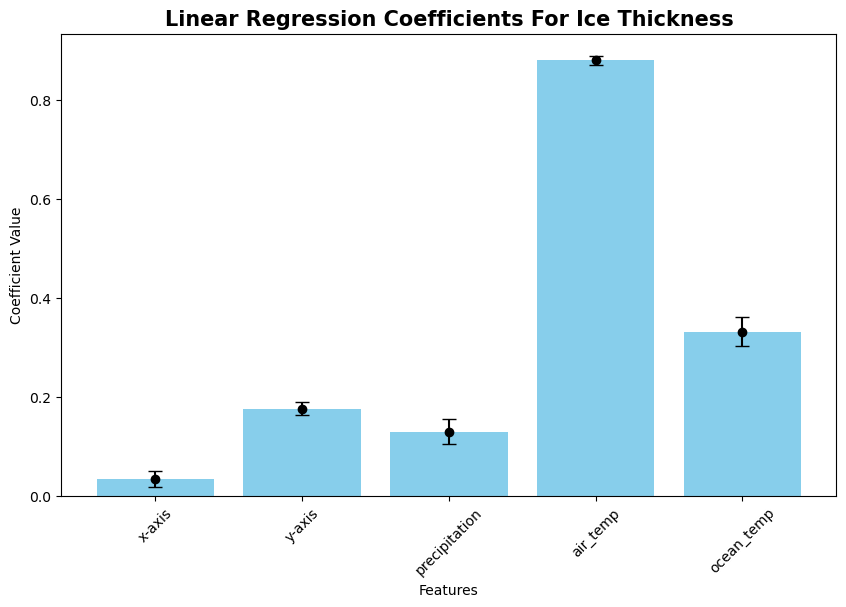 Linear Regression Coefficients For Ice Thickness
Coefficient Value
0.8
0.6
0.4
0.2
0.0
x-axis
y-axis
precipitation
air_temp
ocean_temp
Features